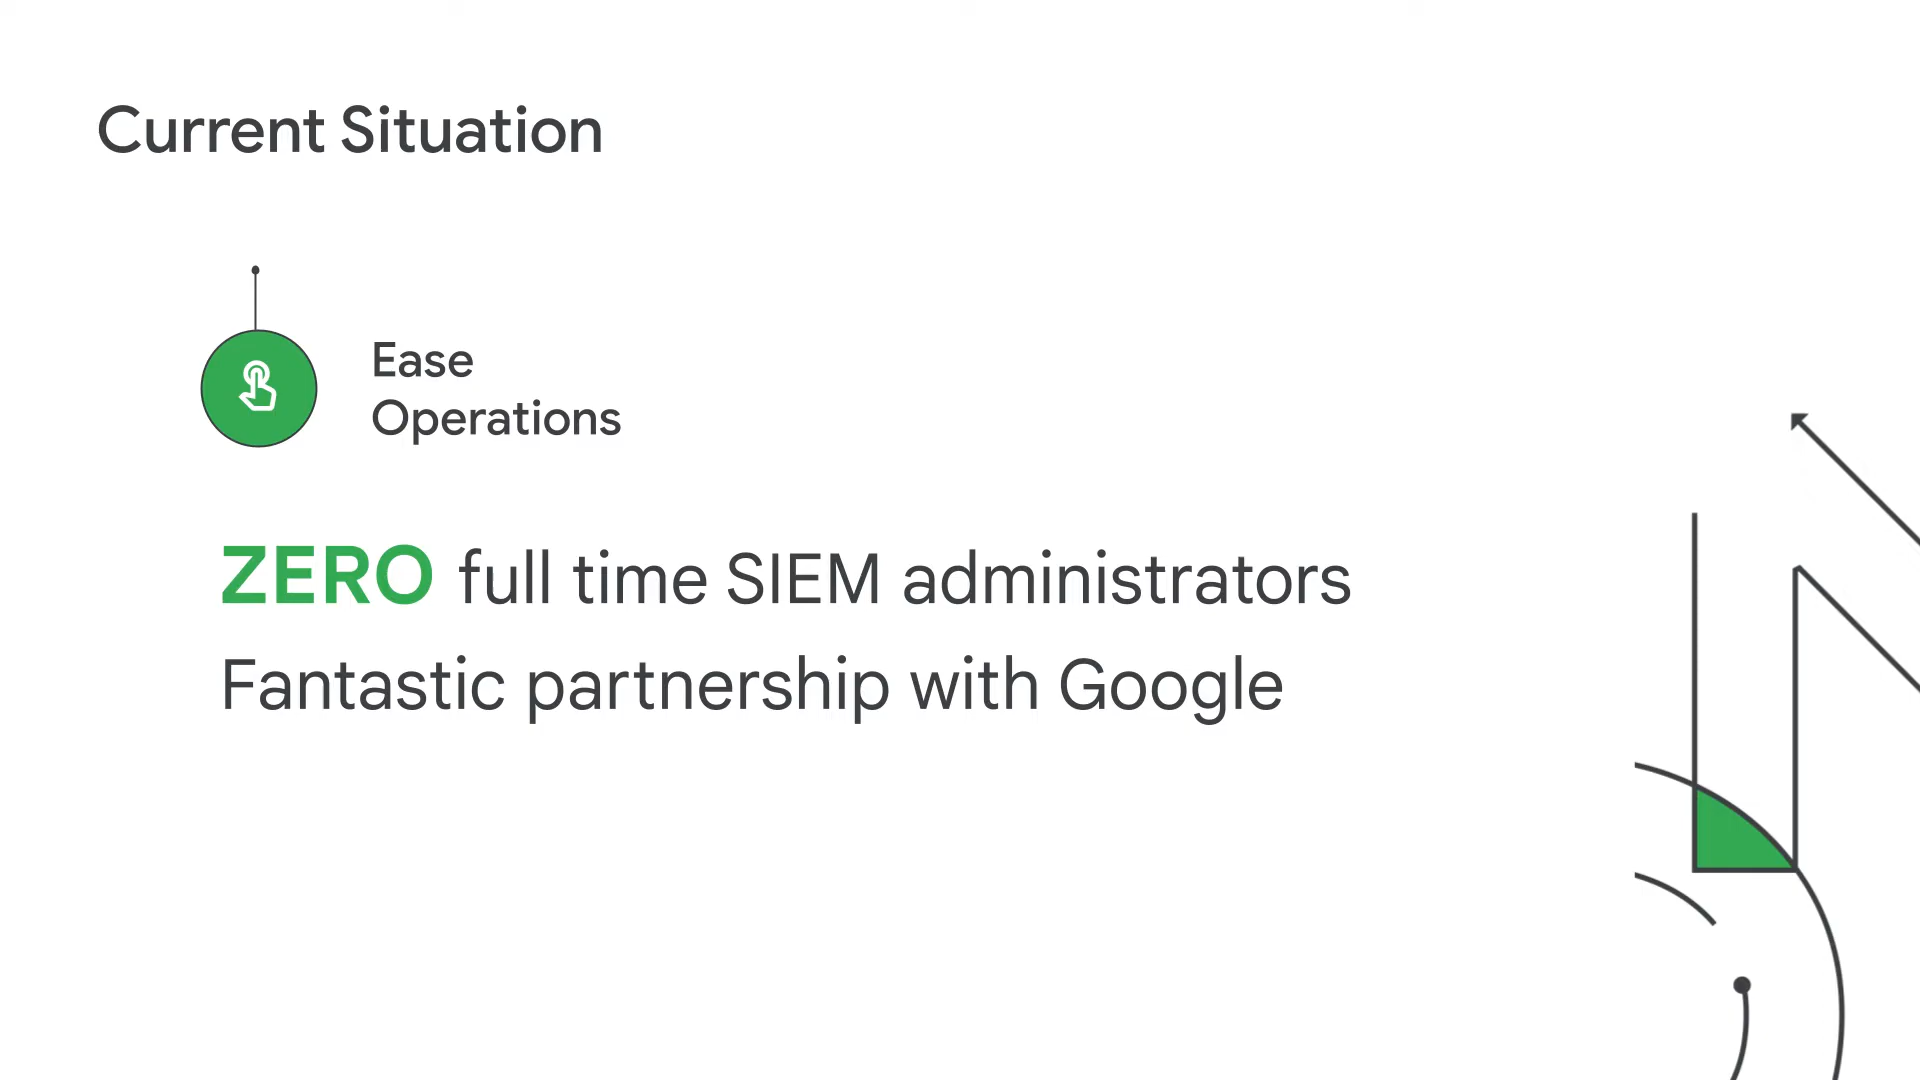 Current Situation
Ease
Operations
ZERO full time SIEM administrators
Fantastic partnership with Google